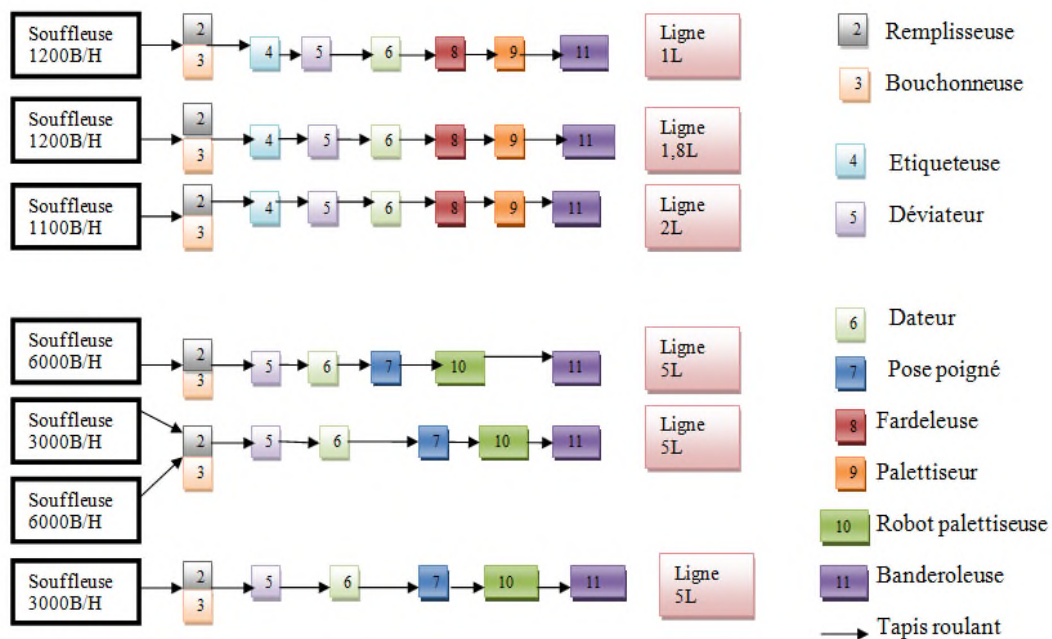 Souffleuse
1200B/H
2
3
4
5
6
8
9
11
Ligne
1L
Souffleuse
1200B/H
2
3
4
5
6
8
9
11
Ligne
1,8L
Souffleuse
1100B/H
2
3
4
5
6
8
9
11
Ligne
2L
Souffleuse
6000B/H
2
3
5
6
7
10
11
Ligne
5L
Souffleuse
3000B/H
Souffleuse
6000B/H
2
3
5
6
7
10
11
Ligne
5L
Souffleuse
3000B/H
2
3
5
6
7
10
11
Ligne
5L
2 Remplisseuse
3 Bouchonneuse
4 Etiqueteuse
5 Déviateur
6 Dateur
7 Pose poigné
8 Fardeleuse
9 Palettiseur
10 Robot palettiseuse
11 Banderoleuse
Tapis roulant